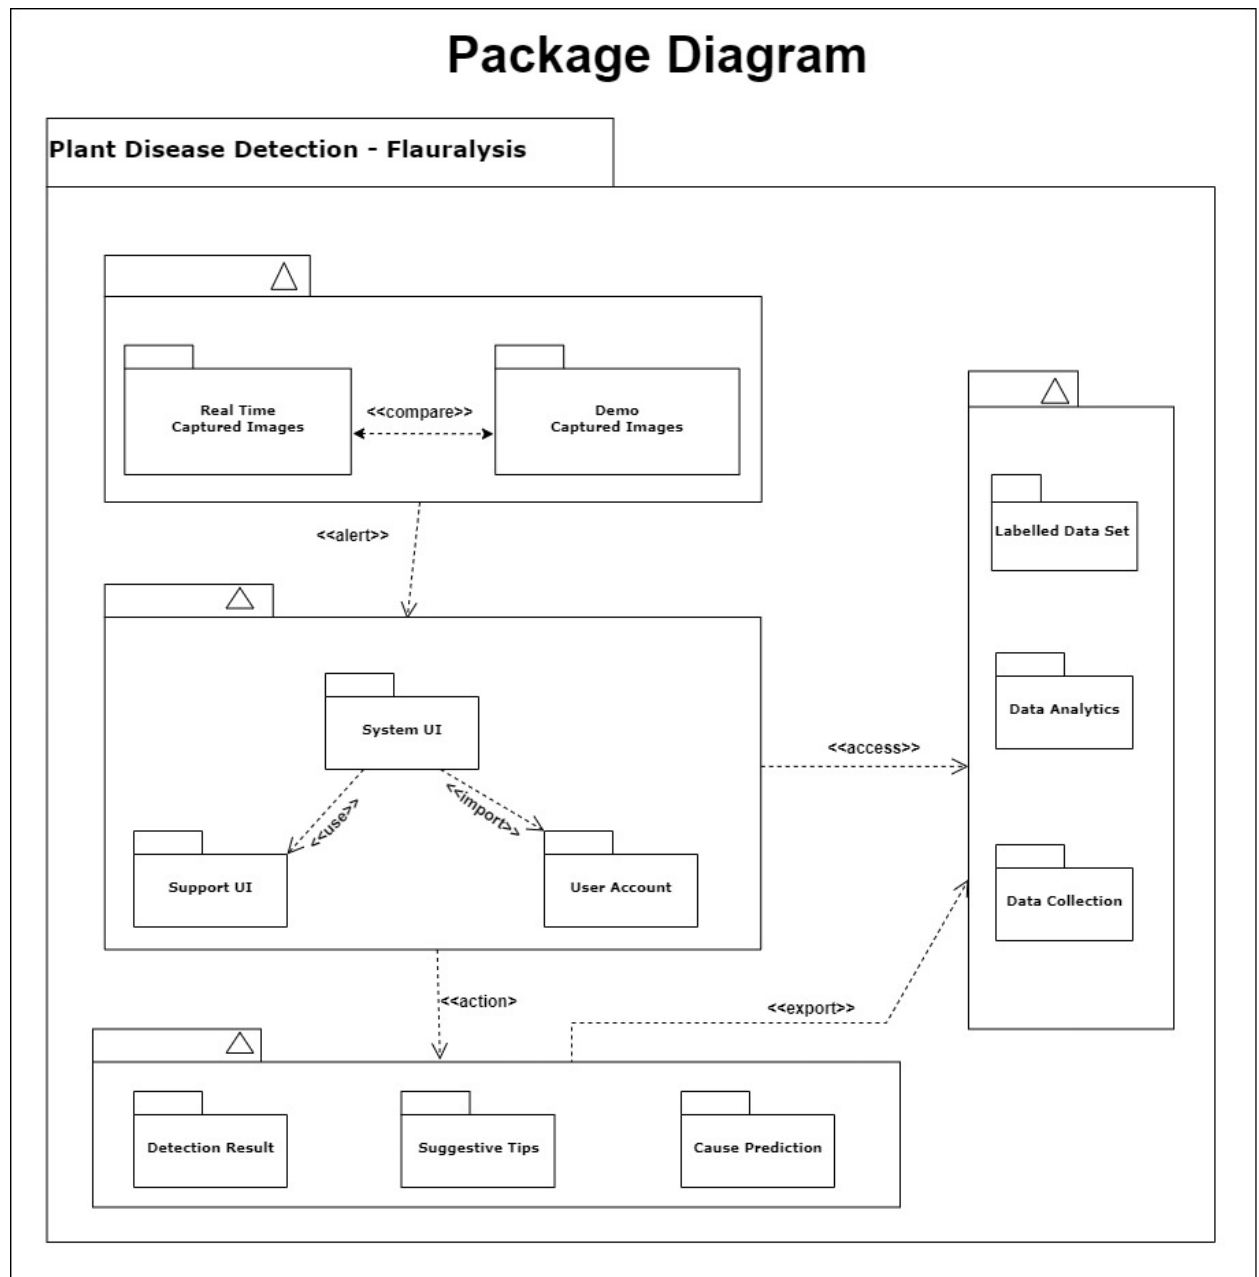 Package Diagram
Plant Disease Detection - Flauralysis
Real Time
Captured Images
<<compare>>
Demo
Captured Images
<<alert>>
Labelled Data Set
System UI
Data Analytics
<<access>>
<<use>>
<<import>>
Support UI
User Account
Data Collection
<<action>
<<export>>
Detection Result
Suggestive Tips
Cause Prediction